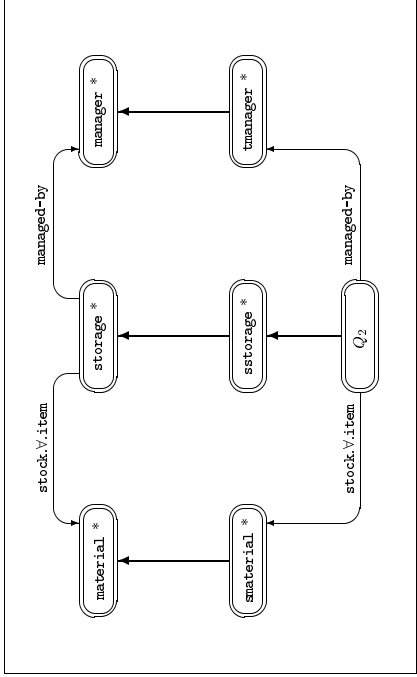 stock.∀.item
managed-by
material *
storage *
manager *
smaterial *
sstorage *
tmanager *
stock.∀.item
Q₂
managed-by